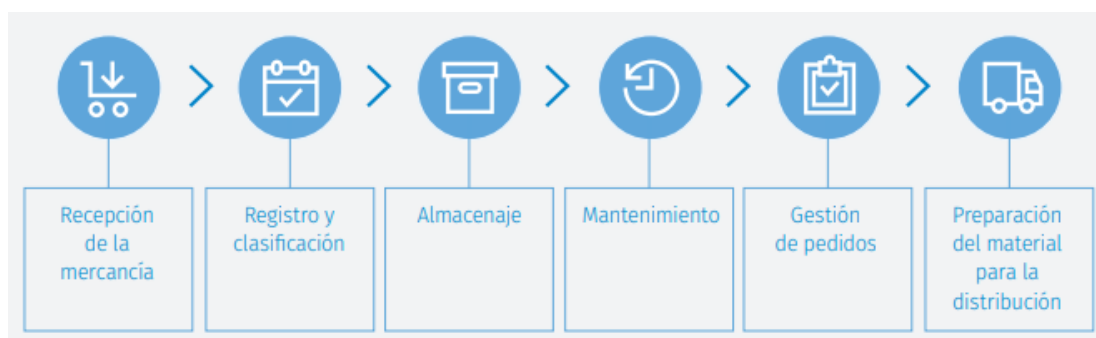 Recepción
de la
mercancía
Registro y
clasificación
Almacenaje
Mantenimiento
Gestión
de pedidos
Preparación
del material
para la
distribución